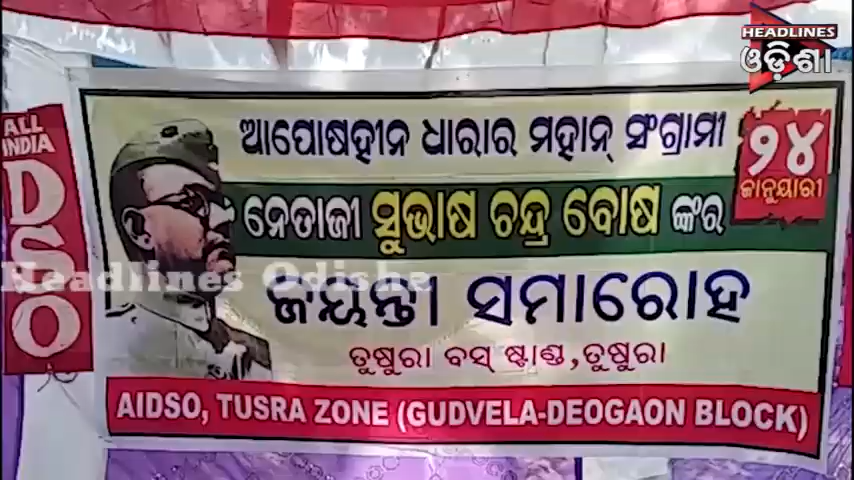 HEADLINES
ଓଡ଼ିଶା
ALL
INDIA
DSO
ଆପୋଷହୀନ ଧାରାର ମହାନ୍ ସଂଗ୍ରାମୀ
୨୪
ଜାନୁୟାରୀ
ନେତାଜୀ ସୁଭାଷ ଚନ୍ଦ୍ର ବୋଷ ଙ୍କର
Headlines Odisha
ଜୟନ୍ତୀ ସମାରୋହ
ତୁଷୁରା ବସ୍ ଷ୍ଟାଣ୍ଡ, ତୁଷୁରା
AIDSO, TUSRA ZONE (GUDVELA-DEOGAON BLOCK)